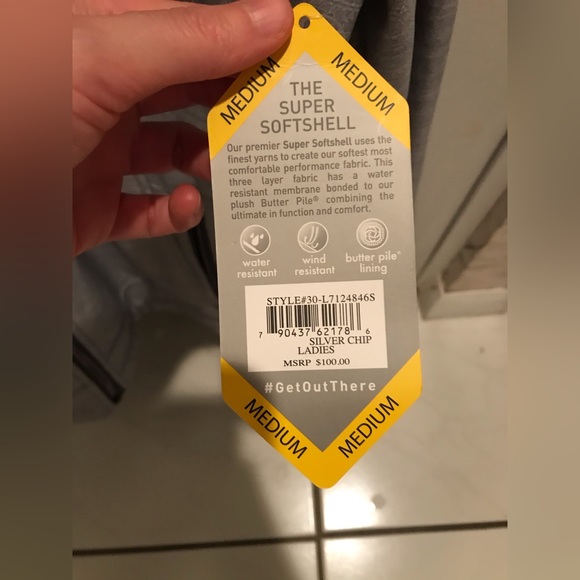 MEDIUM
MEDIUM
THE
SUPER
SOFTSHELL
Our premier Super Softshell uses the
finest yarns to create our softest most
comfortable performance fabric. This
three layer fabric has a water
resistant membrane bonded to our
plush Butter Pile® combining the
ultimate in function and comfort.
water
resistant
wind
resistant
butter pile™
lining
STYLE#30-L7124846S
7 90437 62178 6
SILVER CHIP
LADIES
MSRP $100.00
#GetOutThere
MEDIUM
MEDIUM